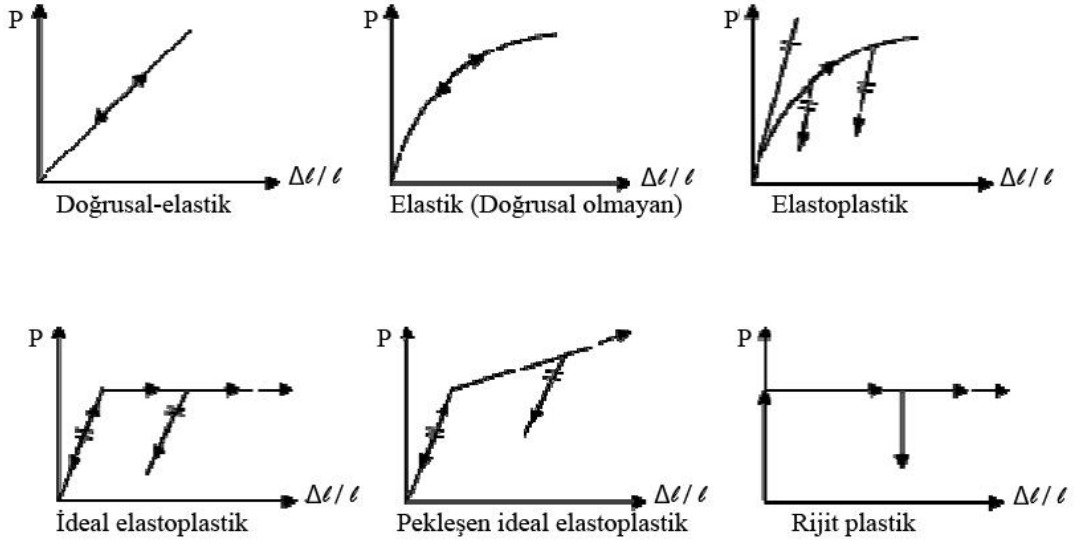 P P P
Δℓ/ℓ Δℓ/ℓ Δℓ/ℓ
Doğrusal-elastik Elastik (Doğrusal olmayan) Elastoplastik
P P P
Δℓ/ℓ Δℓ/ℓ Δℓ/ℓ
İdeal elastoplastik Pekleşen ideal elastoplastik Rijit plastik